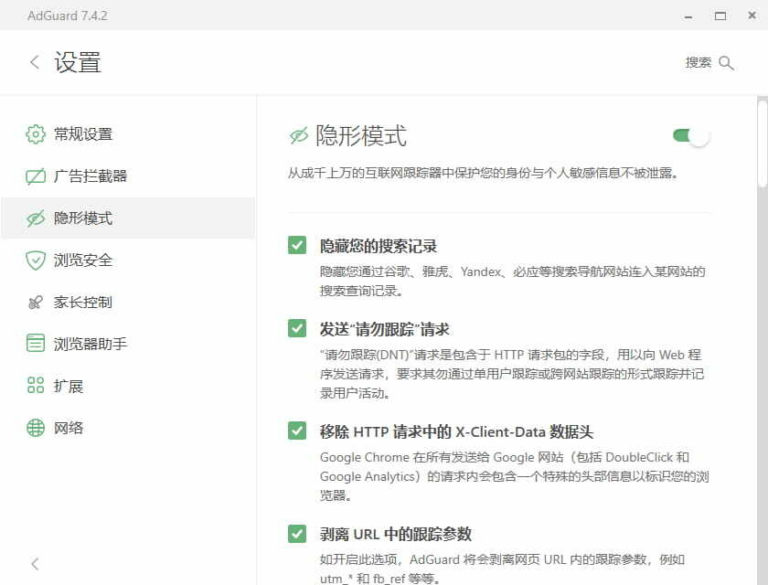 AdGuard 7.4.2
设置
搜索
常规设置
广告拦截器
隐形模式
浏览安全
家长控制
浏览器助手
扩展
网络
隐形模式
从成千上万的互联网跟踪器中保护您的身份与个人敏感信息不被泄露。
隐藏您的搜索记录
隐藏您通过谷歌、雅虎、Yandex、必应等搜索导航网站连入某网站的
搜索查询记录。
发送“请勿跟踪”请求
“请勿跟踪(DNT)”请求是包含于 HTTP 请求包的字段，用以向 Web 程
序发送请求，要求其勿通过单用户跟踪或跨网站跟踪的形式跟踪并记
录用户活动。
移除 HTTP 请求中的 X-Client-Data 数据头
Google Chrome 在所有发送给 Google 网站（包括 DoubleClick 和
Google Analytics）的请求内会包含一个特殊的头部信息以标识您的浏
览器。
剥离 URL 中的跟踪参数
如开启此选项，AdGuard 将会剥离网页 URL 内的跟踪参数，例如
utm_* 和 fb_ref 等等。